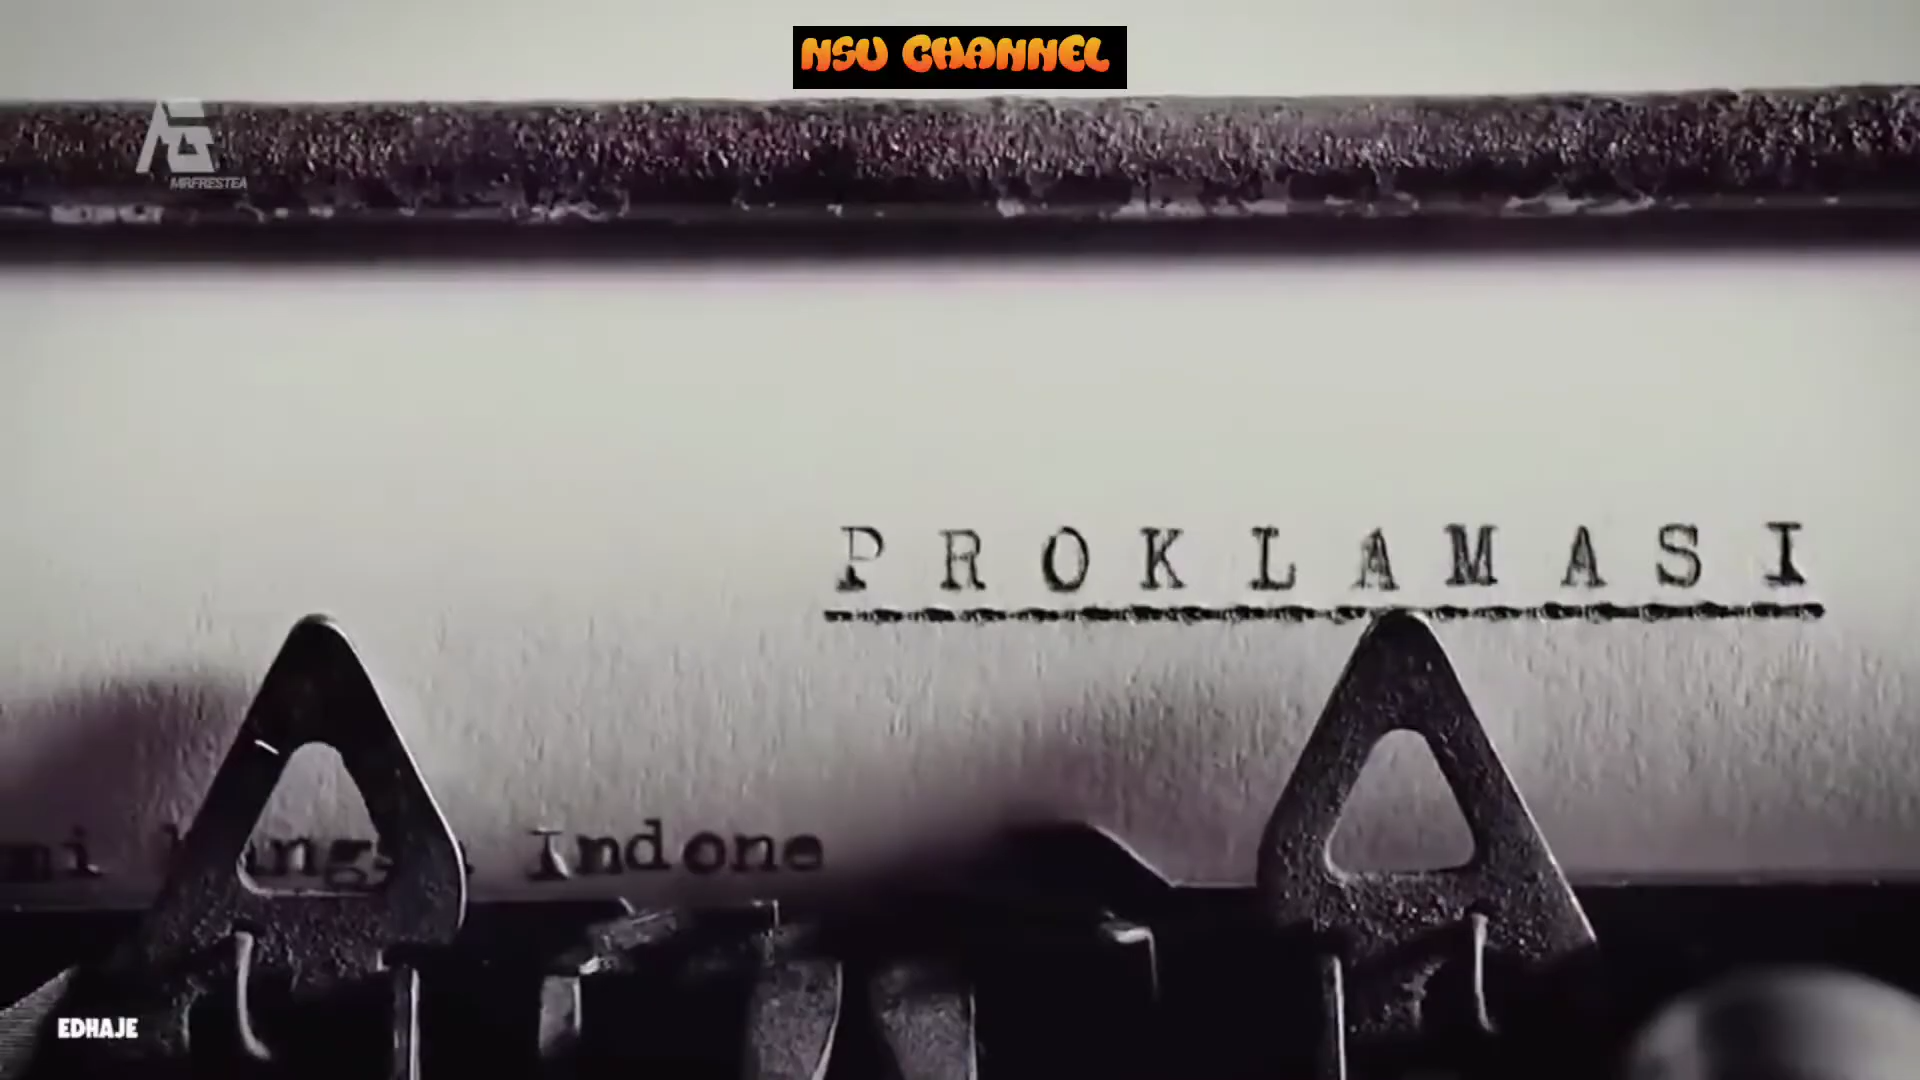 NSU CHANNEL
MRFRESTEA
PROKLAMASI
Indone
EDHAJE